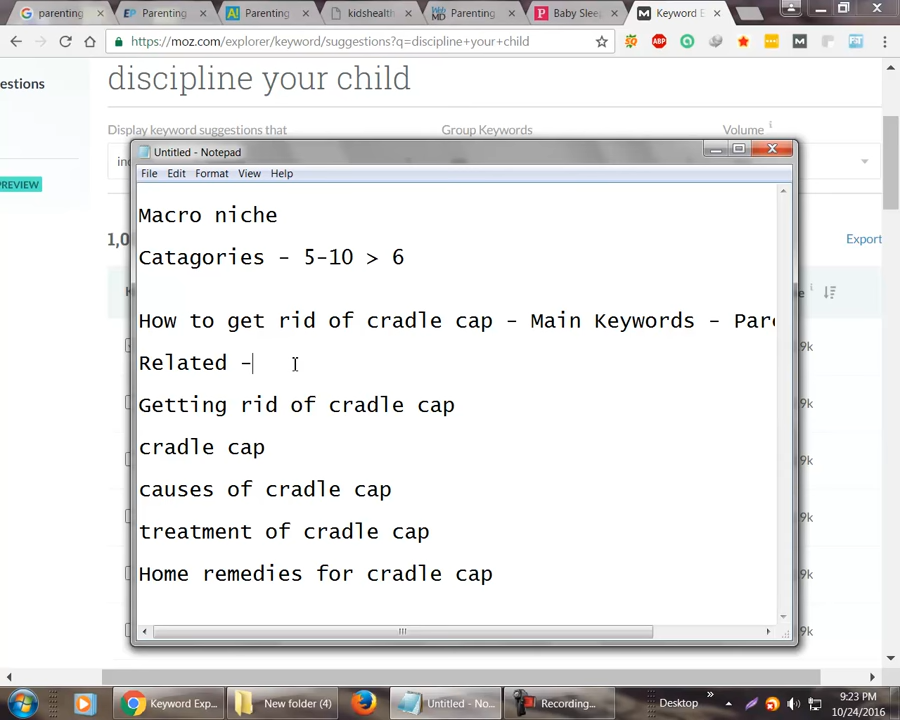 parenting
Parenting
Parenting
kidshealth
Parenting
Baby Slee
Keyword E
https://moz.com/explorer/keyword/suggestions?q=discipline+your+child
estions
discipline your child
Display keyword suggestions that
Group Keywords
Volume
PREVIEW
Export
Untitled - Notepad
File Edit Format View Help
Macro niche
Catagories - 5-10 > 6
How to get rid of cradle cap - Main Keywords - Par
Related -
Getting rid of cradle cap
cradle cap
causes of cradle cap
treatment of cradle cap
Home remedies for cradle cap
Keyword Exp...
New folder (4)
Untitled - No...
Recording...
Desktop
9:23 PM
10/24/2016